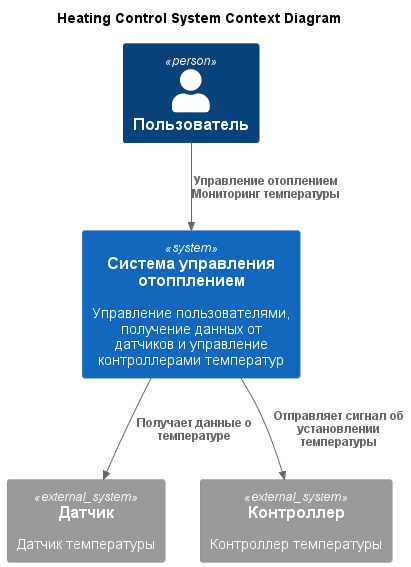 Heating Control System Context Diagram
«person»
Пользователь
Управление отоплением
Мониторинг температуры
«system»
Система управления
отопплением
Управление пользователями,
получение данных от
датчиков и управление
контроллерами температур
Получает данные о
температуре
Отправляет сигнал об
установлении
температуры
«external_system»
Датчик
Датчик температуры
«external_system»
Контроллер
Контроллер температуры